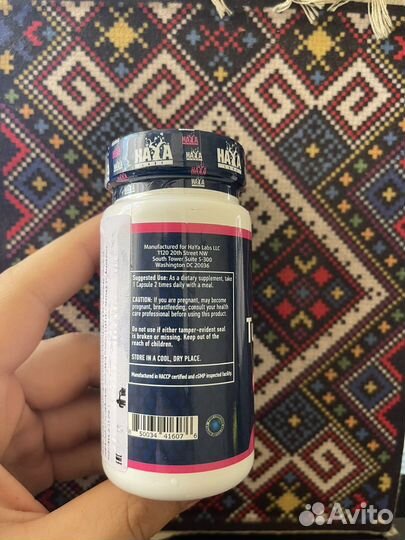 HAYA
LABS
HAYA
Manufactured for HaYa Labs LLC
1120 20th Street NW
South Tower Suite S-300
Washington DC 20036
Suggested Use: As a dietary supplement, take
1 Capsule 2 times daily with a meal.
CAUTION: If you are pregnant, may become
pregnant, breastfeeding, consult your health
care professional before using this product.
Do not use if either tamper-evident seal
is broken or missing. Keep out of the
reach of children.
STORE IN A COOL, DRY PLACE.
Manufactured in HACCP certified and cGMP inspected facility.
50034 41607 6
T
Avito